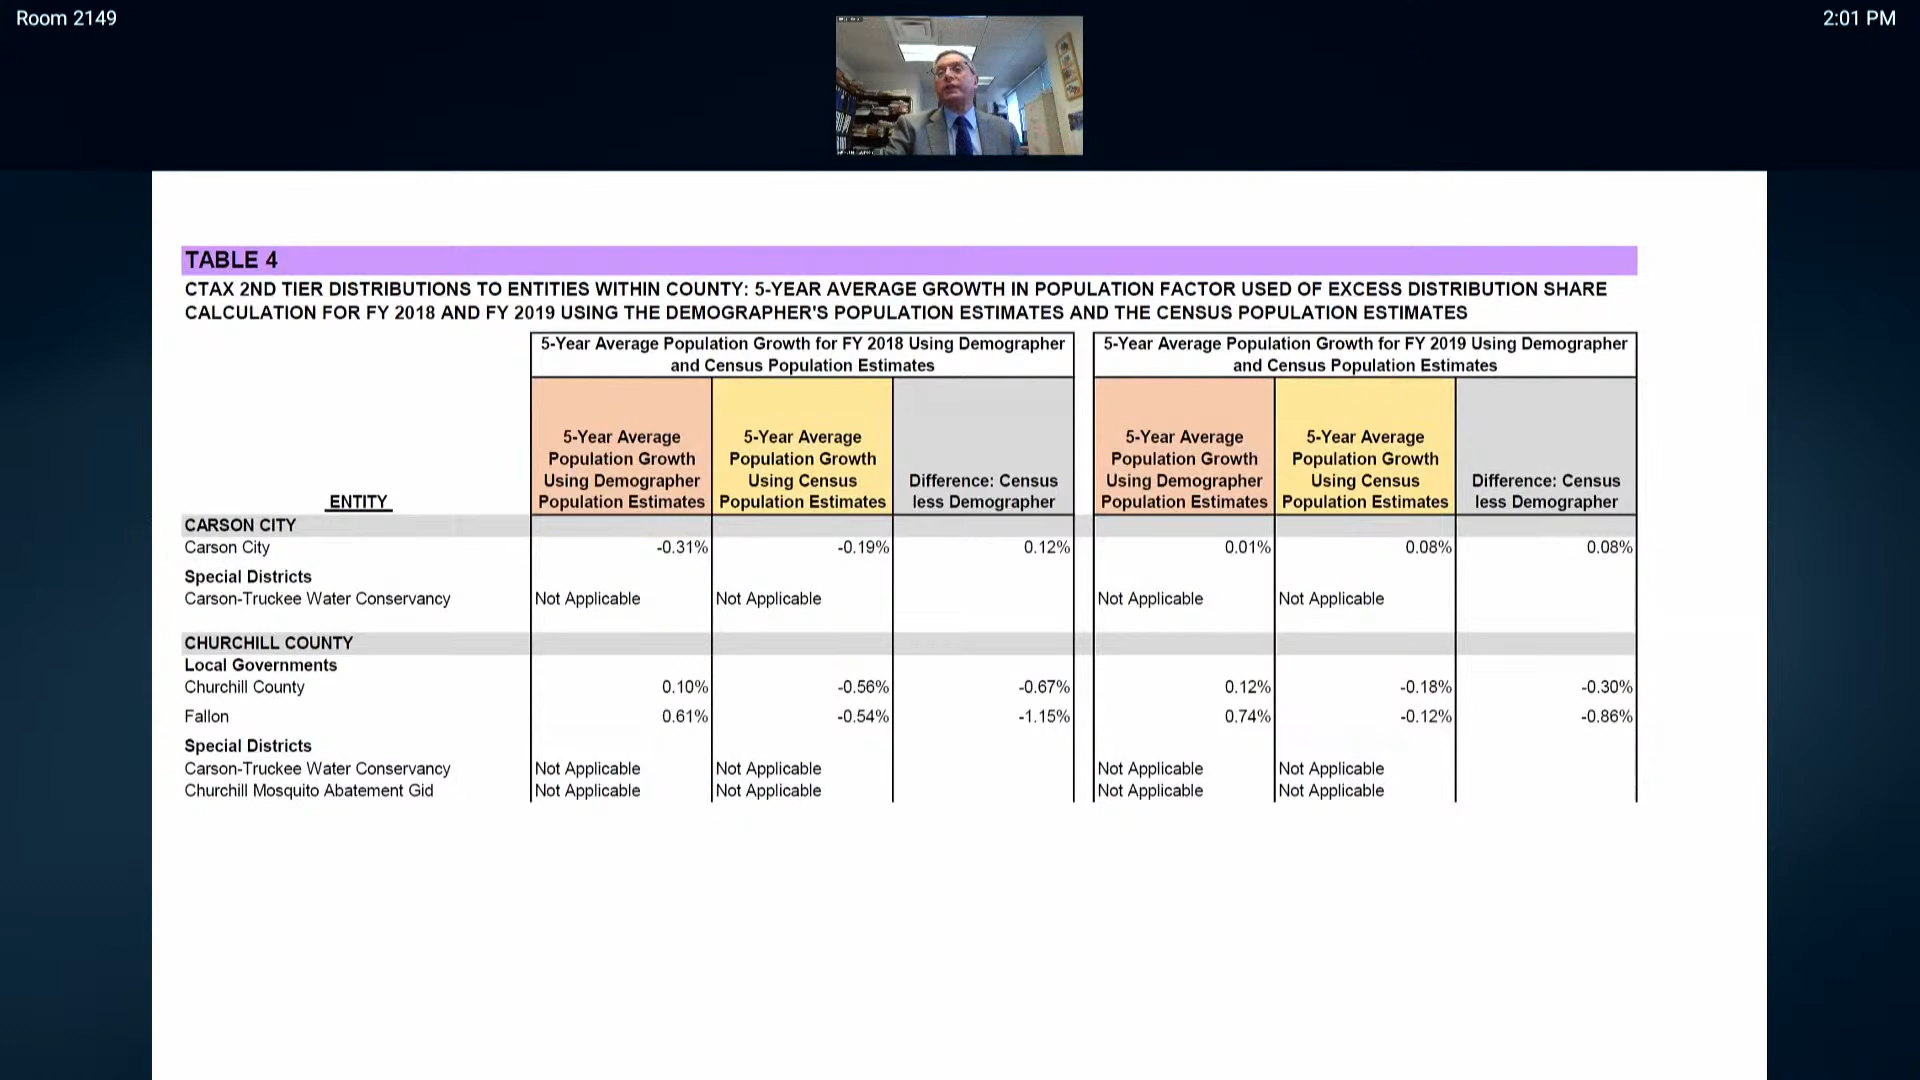 Room 2149
2:01 PM
TABLE 4
CTAX 2ND TIER DISTRIBUTIONS TO ENTITIES WITHIN COUNTY: 5-YEAR AVERAGE GROWTH IN POPULATION FACTOR USED OF EXCESS DISTRIBUTION SHARE
CALCULATION FOR FY 2018 AND FY 2019 USING THE DEMOGRAPHER'S POPULATION ESTIMATES AND THE CENSUS POPULATION ESTIMATES
5-Year Average Population Growth for FY 2018 Using Demographer
and Census Population Estimates
5-Year Average Population Growth for FY 2019 Using Demographer
and Census Population Estimates
ENTITY
5-Year Average
Population Growth
Using Demographer
Population Estimates
5-Year Average
Population Growth
Using Census
Population Estimates
Difference: Census
less Demographer
5-Year Average
Population Growth
Using Demographer
Population Estimates
5-Year Average
Population Growth
Using Census
Population Estimates
Difference: Census
less Demographer
CARSON CITY
Carson City -0.31% -0.19% 0.12% 0.01% 0.08% 0.08%
Special Districts
Carson-Truckee Water Conservancy Not Applicable Not Applicable Not Applicable Not Applicable
CHURCHILL COUNTY
Local Governments
Churchill County 0.10% -0.56% -0.67% 0.12% -0.18% -0.30%
Fallon 0.61% -0.54% -1.15% 0.74% -0.12% -0.86%
Special Districts
Carson-Truckee Water Conservancy Not Applicable Not Applicable Not Applicable Not Applicable
Churchill Mosquito Abatement Gid Not Applicable Not Applicable Not Applicable Not Applicable